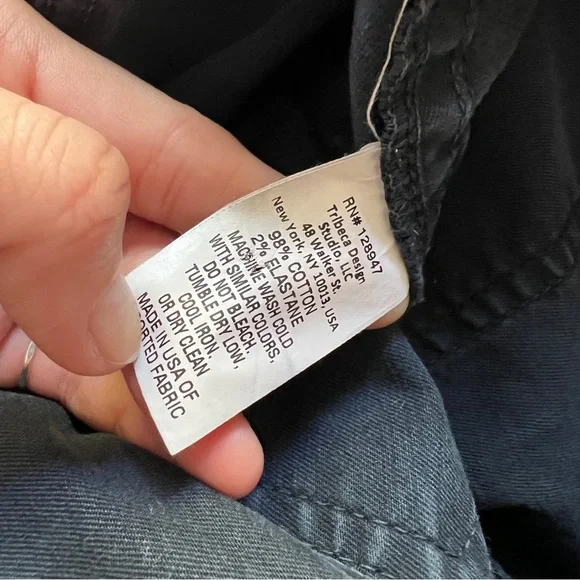 RN# 128947
Tribeca Design
Studio, LLC
48 Walker St.
New York, NY 10013 USA
98% COTTON
2% ELASTANE
MACHINE WASH COLD
WITH SIMILAR COLORS,
DO NOT BLEACH.
TUMBLE DRY LOW,
COOL IRON.
OR DRY CLEAN
MADE IN USA OF
ORTED FABRIC